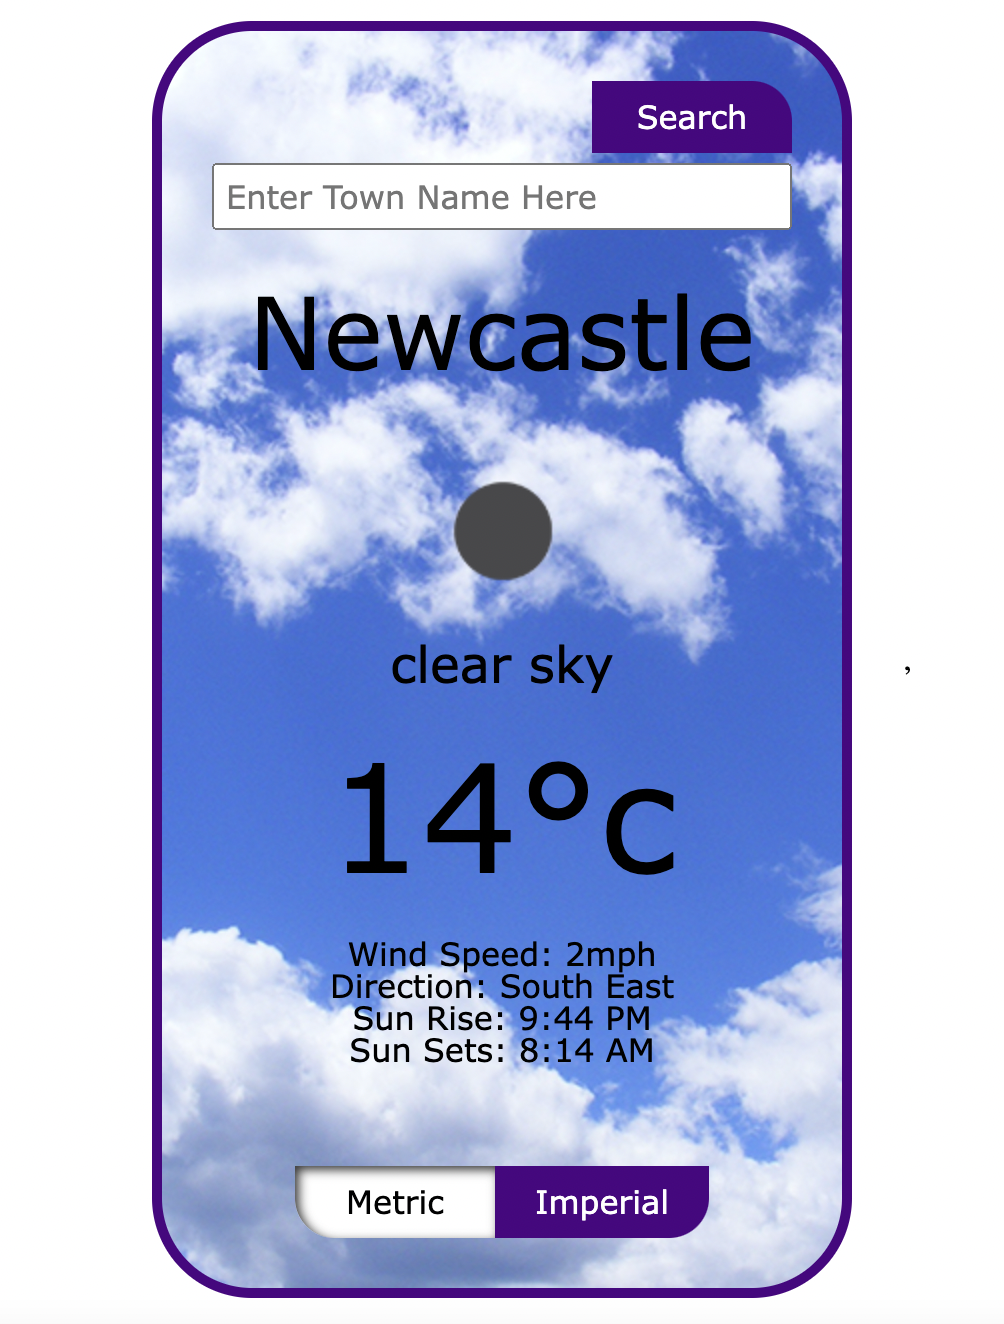 Search
Enter Town Name Here
Newcastle
clear sky
,
14°c
Wind Speed: 2mph
Direction: South East
Sun Rise: 9:44 PM
Sun Sets: 8:14 AM
Metric Imperial